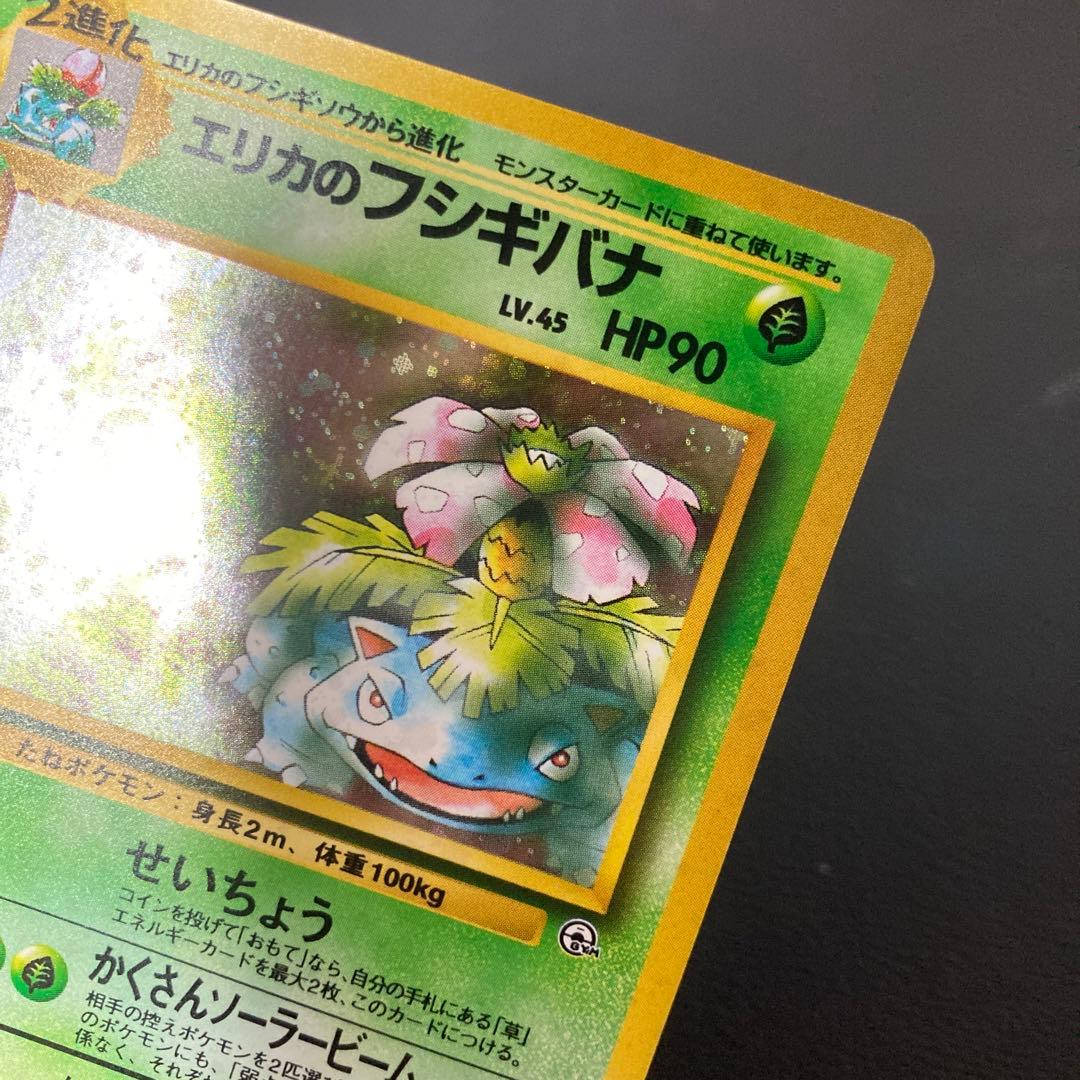 2進化
エリカのフシギソウから進化 モンスターカードに重ねて使います。
エリカのフシギバナ
LV.45 HP90
たねポケモン：身長2m、体重100kg
GYM
せいちょう
コインを投げて「おもて」なら、自分の手札にある「草」
エネルギーカードを最大2枚、このカードにつける。
かくさんソーラービーム
相手の控えポケモンを2匹選
のポケモンにも、「弱
係なく、それぞれ